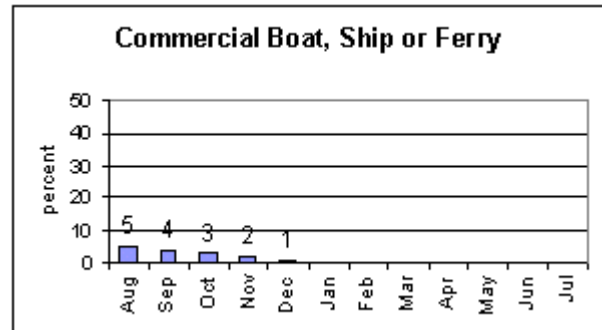 Commercial Boat, Ship or Ferry
50
40
30
20
10
0
percent
5 4 3 2 1
Aug Sep Oct Nov Dec Jan Feb Mar Apr May Jun Jul